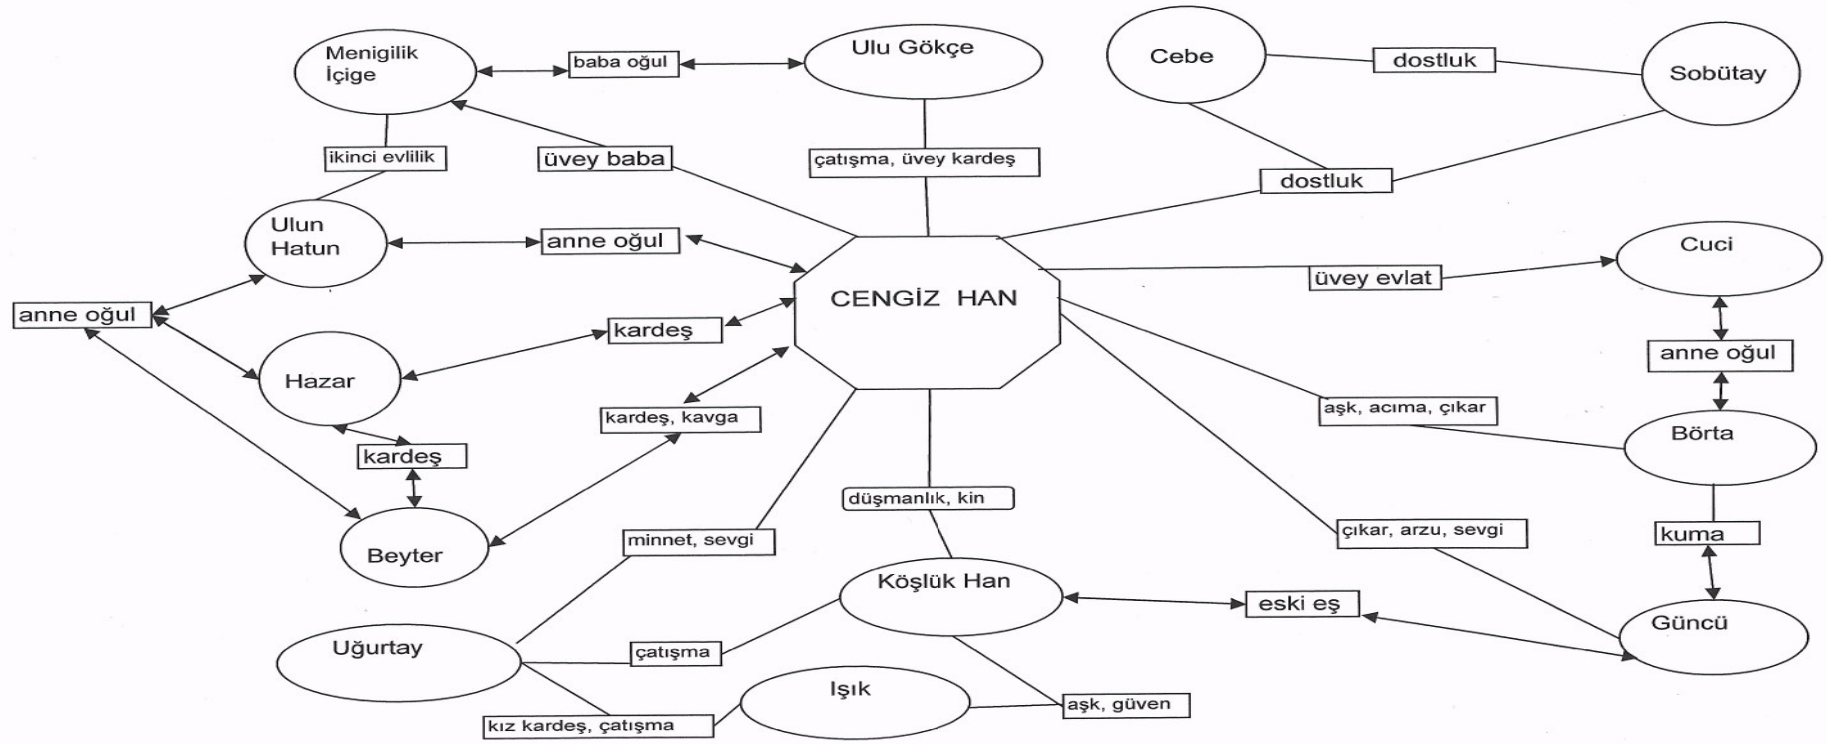 Menigilik
İçige
baba oğul
Ulu Gökçe
Cebe
dostluk
Sobütay
ikinci evlilik
üvey baba
çatışma, üvey kardeş
dostluk
Ulun
Hatun
anne oğul
Cuci
üvey evlat
CENGİZ HAN
anne oğul
kardeş
Hazar
anne oğul
kardeş, kavga
aşk, acıma, çıkar
Börta
kardeş
düşmanlık, kin
Beyter
minnet, sevgi
çıkar, arzu, sevgi
kuma
Köşlük Han
eski eş
Güncü
Uğurtay
çatışma
Işık
aşk, güven
kız kardeş, çatışma